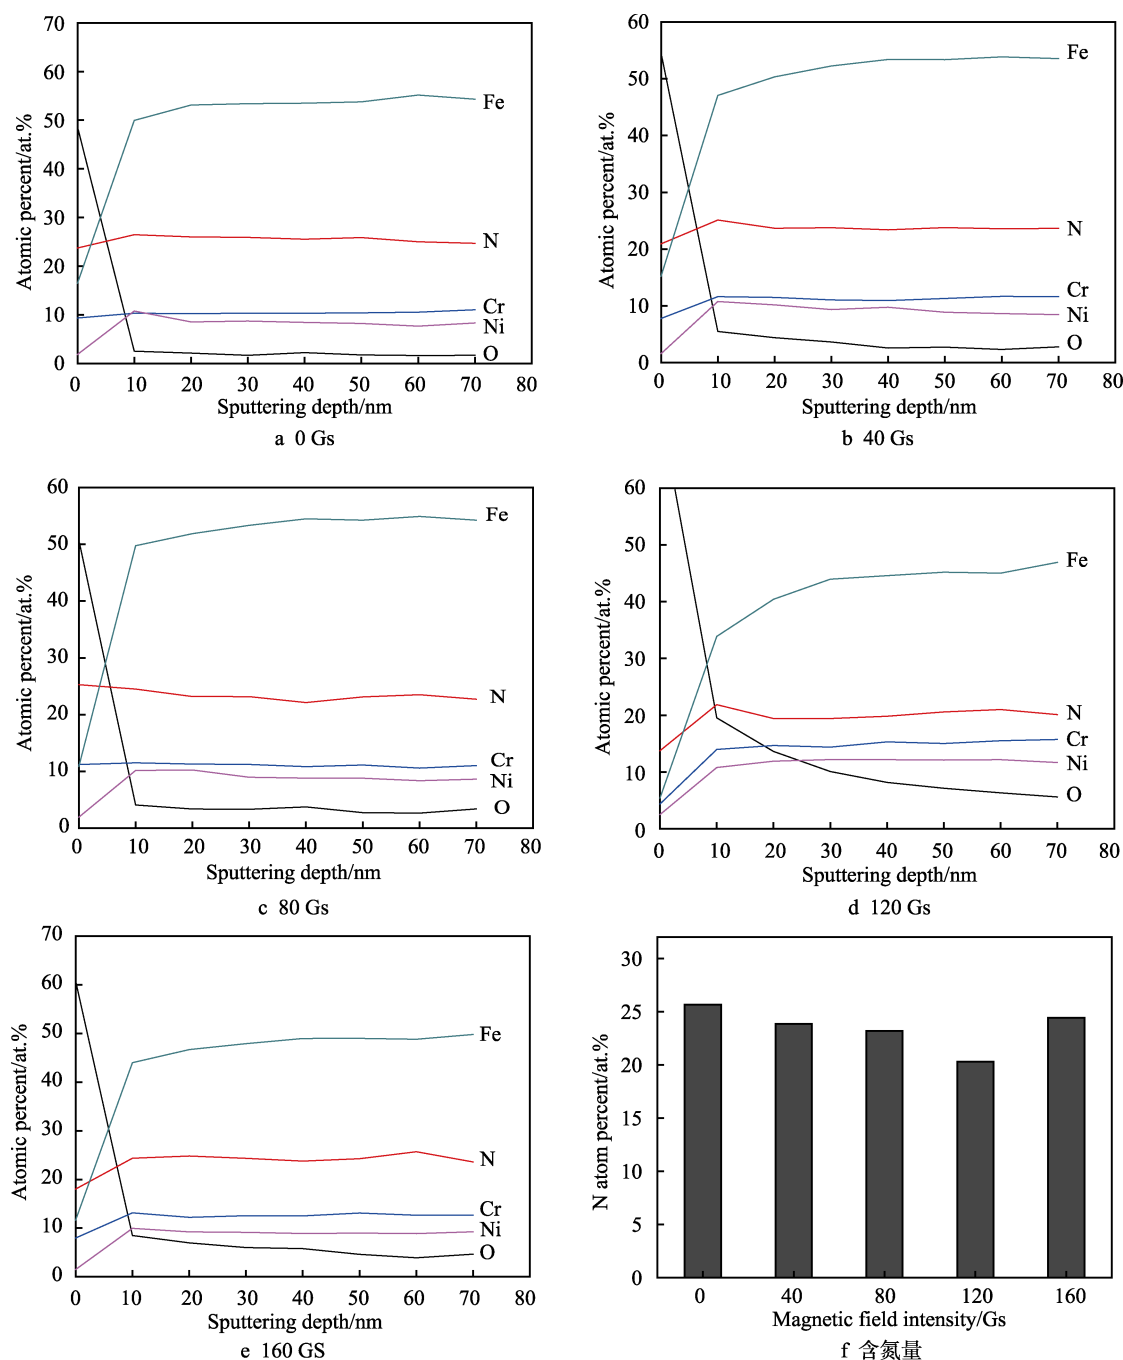 70
60
50
40
30
20
10
0
Atomic percent/at.%
Fe
N
Cr
Ni
O
0 10 20 30 40 50 60 70 80
Sputtering depth/nm
a 0 Gs
60
50
40
30
20
10
0
Atomic percent/at.%
Fe
N
Cr
Ni
O
0 10 20 30 40 50 60 70 80
Sputtering depth/nm
b 40 Gs
60
50
40
30
20
10
0
Atomic percent/at.%
Fe
N
Cr
Ni
O
0 10 20 30 40 50 60 70 80
Sputtering depth/nm
c 80 Gs
60
50
40
30
20
10
0
Atomic percent/at.%
Fe
N
Cr
Ni
O
0 10 20 30 40 50 60 70 80
Sputtering depth/nm
d 120 Gs
70
60
50
40
30
20
10
0
Atomic percent/at.%
Fe
N
Cr
Ni
O
0 10 20 30 40 50 60 70 80
Sputtering depth/nm
e 160 GS
30
25
20
15
10
5
0
N atom percent/at.%
0 40 80 120 160
Magnetic field intensity/Gs
f 含氮量